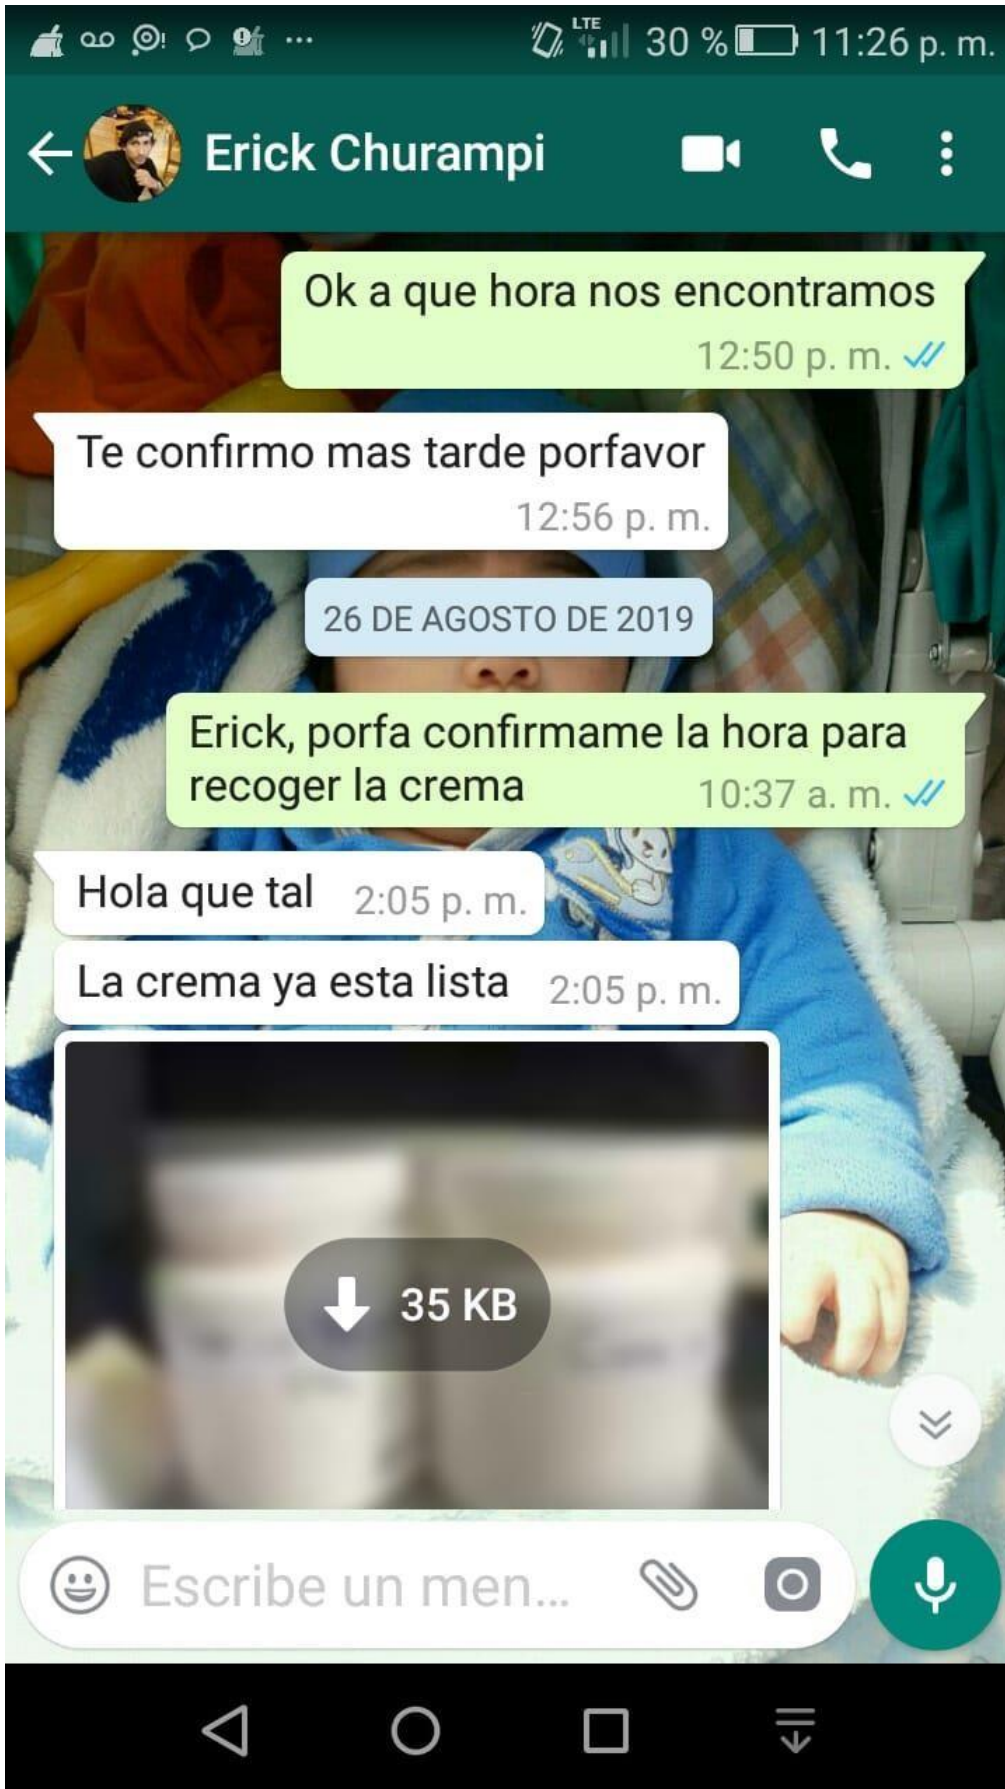 LTE
30 % 11:26 p. m.
Erick Churampi
Ok a que hora nos encontramos
12:50 p. m.
Te confirmo mas tarde porfavor
12:56 p. m.
26 DE AGOSTO DE 2019
Erick, porfa confirmame la hora para
recoger la crema 10:37 a. m.
Hola que tal 2:05 p. m.
La crema ya esta lista 2:05 p. m.
35 KB
Escribe un men...